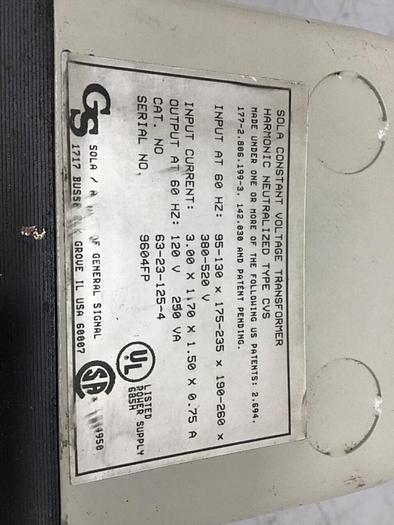 SOLA CONSTANT VOLTAGE TRANSFORMER
HARMONIC NEUTRALIZED TYPE CVS
MADE UNDER ONE OR MORE OF THE FOLLOWING US PATENTS: 2.694.
177-2.806.199-3. 142.030 AND PATENT PENDING.
INPUT AT 60 HZ: 95-130 x 175-235 x 190-260 x
380-520 V
INPUT CURRENT: 3.00 X 1.70 X 1.50 X 0.75 A
OUTPUT AT 60 HZ: 120 V 250 VA
CAT. NO 63-23-125-4
SERIAL NO. 9604FP
UL LISTED
POWER SUPPLY
685H
GS SOLA / A OF GENERAL SIGNAL
1717 BUSSE GROVE IL USA 60007
SA